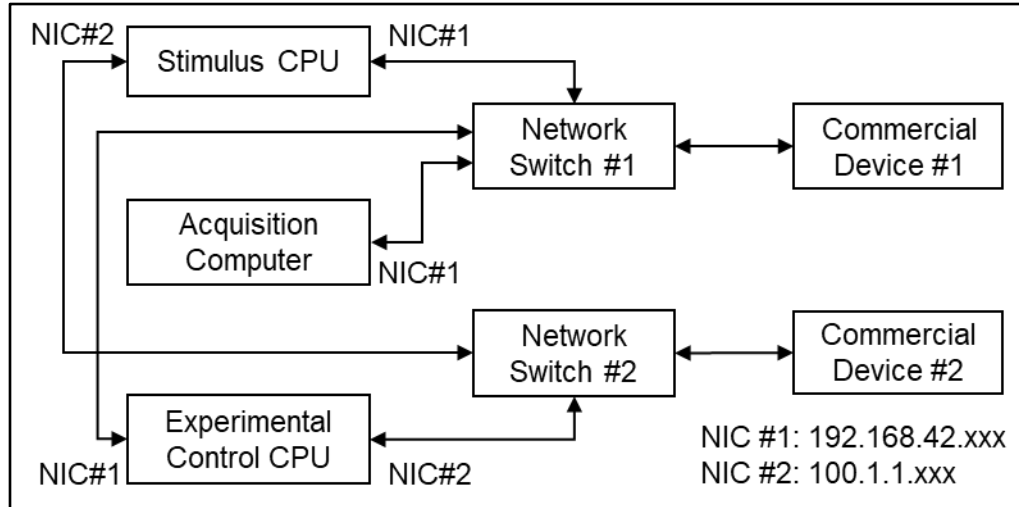 NIC#2
Stimulus CPU
NIC#1
Network
Switch #1
Commercial
Device #1
Acquisition
Computer
NIC#1
Network
Switch #2
Commercial
Device #2
Experimental
Control CPU
NIC#1
NIC#2
NIC #1: 192.168.42.xxx
NIC #2: 100.1.1.xxx